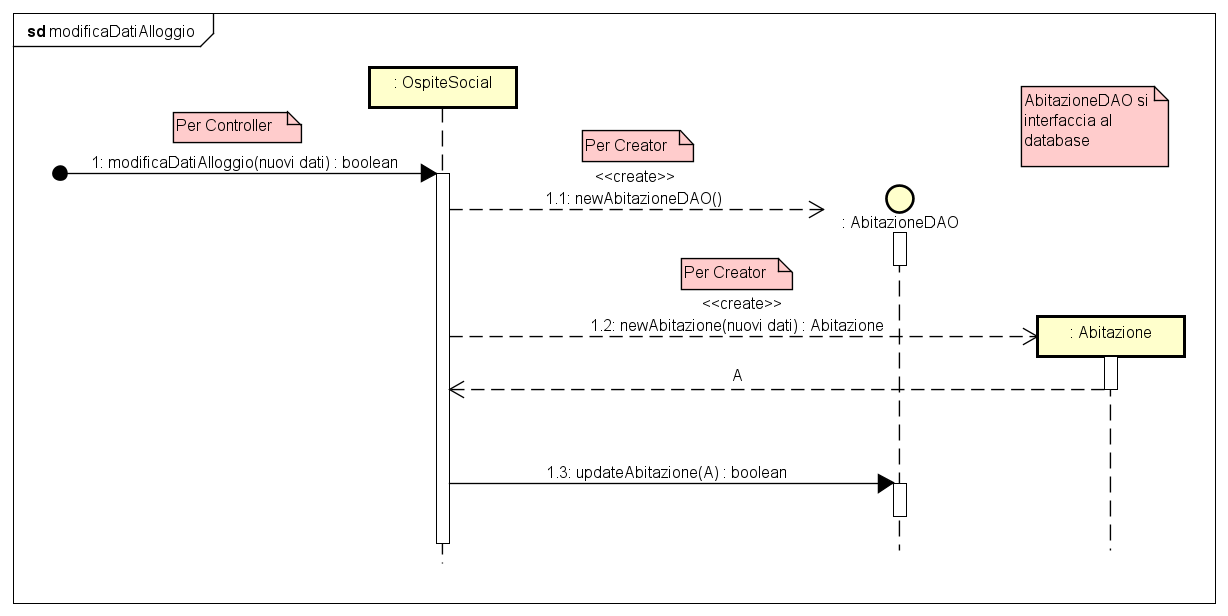 sd modificaDatiAlloggio
: OspiteSocial
AbitazioneDAO si
interfaccia al
database
Per Controller
Per Creator
1: modificaDatiAlloggio(nuovi dati) : boolean
<<create>>
1.1: newAbitazioneDAO()
: AbitazioneDAO
Per Creator
<<create>>
1.2: newAbitazione(nuovi dati) : Abitazione
: Abitazione
A
1.3: updateAbitazione(A) : boolean